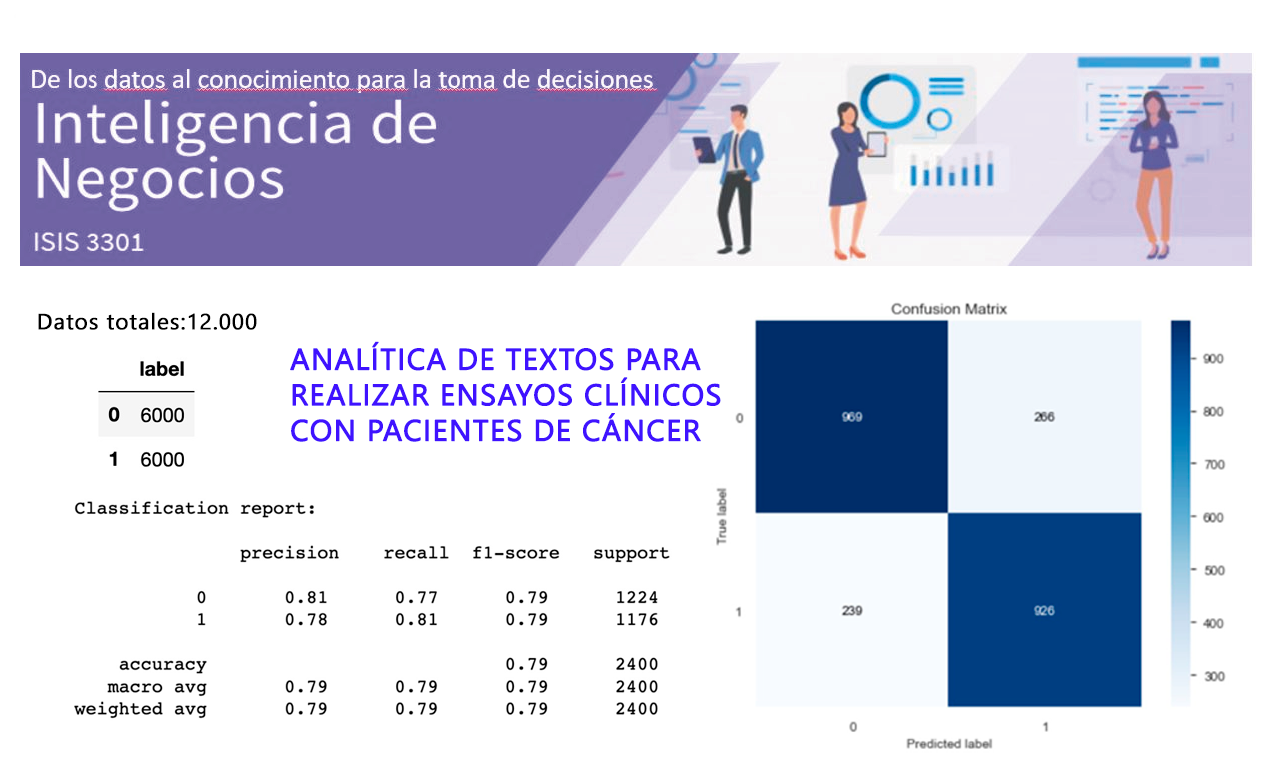 De los datos al conocimiento para la toma de decisiones
Inteligencia de
Negocios
ISIS 3301
Datos totales:12.000
label
0 6000
1 6000
ANALÍTICA DE TEXTOS PARA
REALIZAR ENSAYOS CLÍNICOS
CON PACIENTES DE CÁNCER
Classification report:
precision recall f1-score support
0 0.81 0.77 0.79 1224
1 0.78 0.81 0.79 1176
accuracy 0.79 2400
macro avg 0.79 0.79 0.79 2400
weighted avg 0.79 0.79 0.79 2400
Confusion Matrix
True label
0 969 266
1 239 926
0 1
Predicted label
900
800
700
600
500
400
300